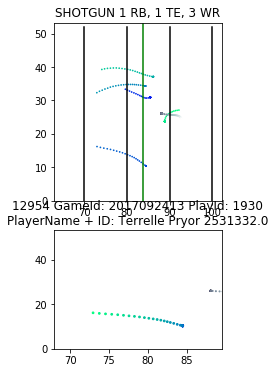 SHOTGUN 1 RB, 1 TE, 3 WR
50
40
30
20
10
0
70 80 90 100
12954 GameId: 2017092413 PlayId: 1930
PlayerName + ID: Terrelle Pryor 2531332.0
40
20
0
70 75 80 85